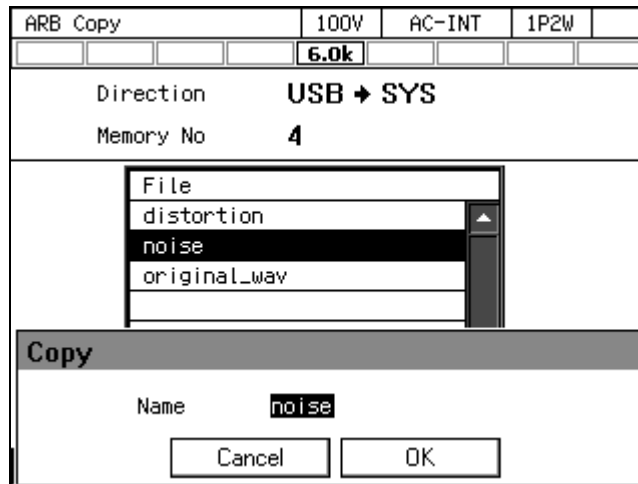 ARB Copy 100V AC-INT 1P2W
6.0k
Direction USB → SYS
Memory No 4
File
distortion
noise
original_wav
Copy
Name noise
Cancel OK